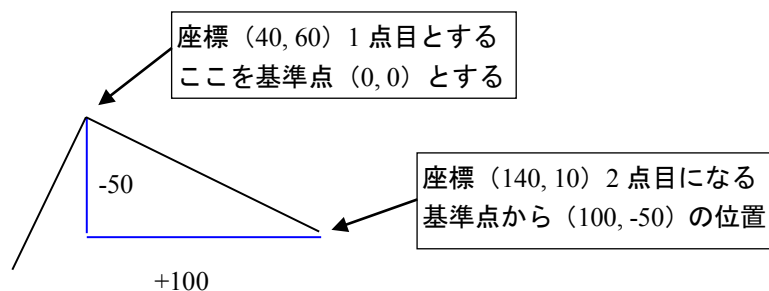 座標（40, 60）1 点目とする
ここを基準点（0, 0）とする
-50
座標（140, 10）2 点目になる
基準点から（100, -50）の位置
+100